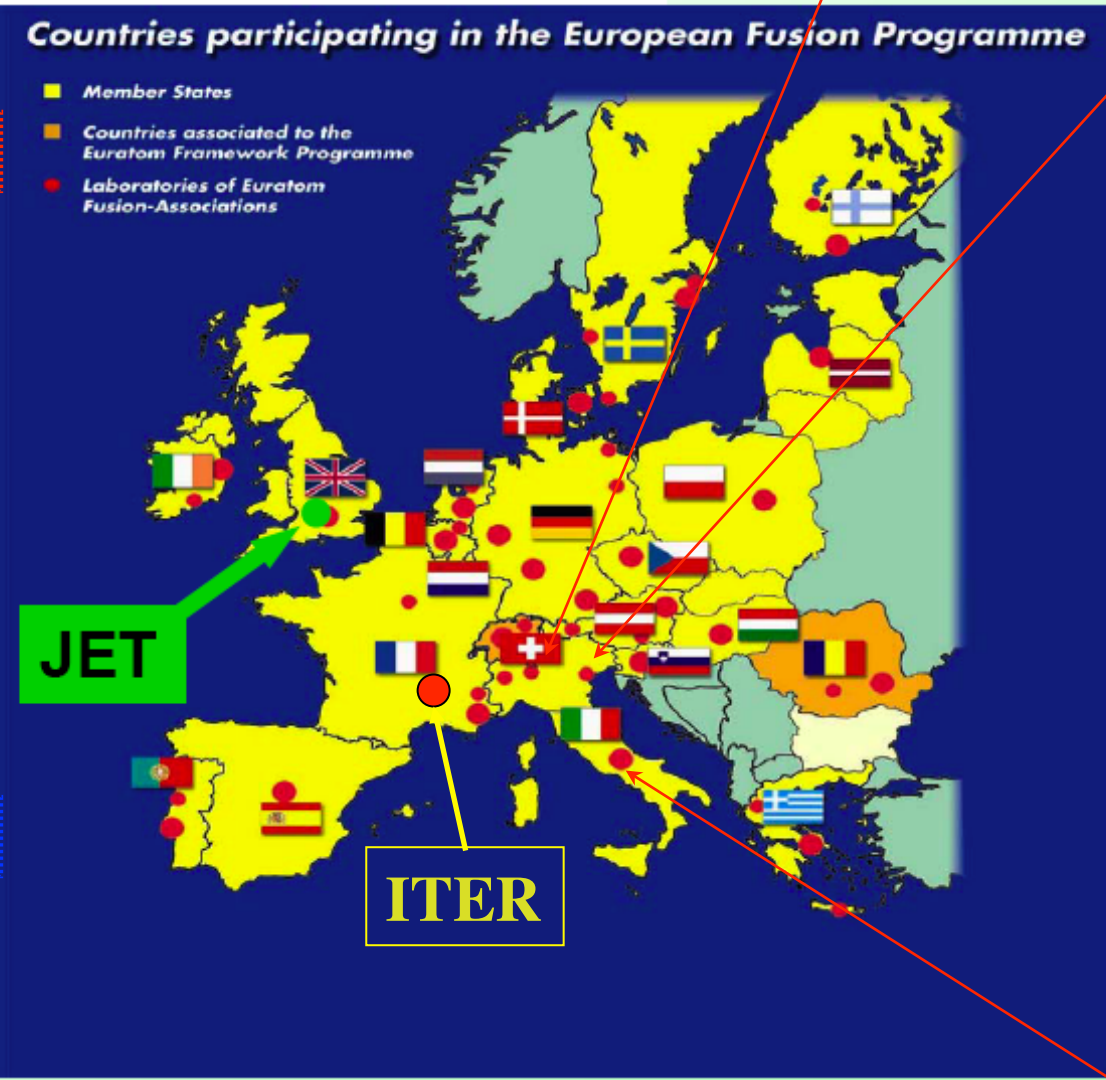 Countries participating in the European Fusion Programme
Member States
Countries associated to the
Euratom Framework Programme
Laboratories of Euratom
Fusion-Associations
JET
ITER